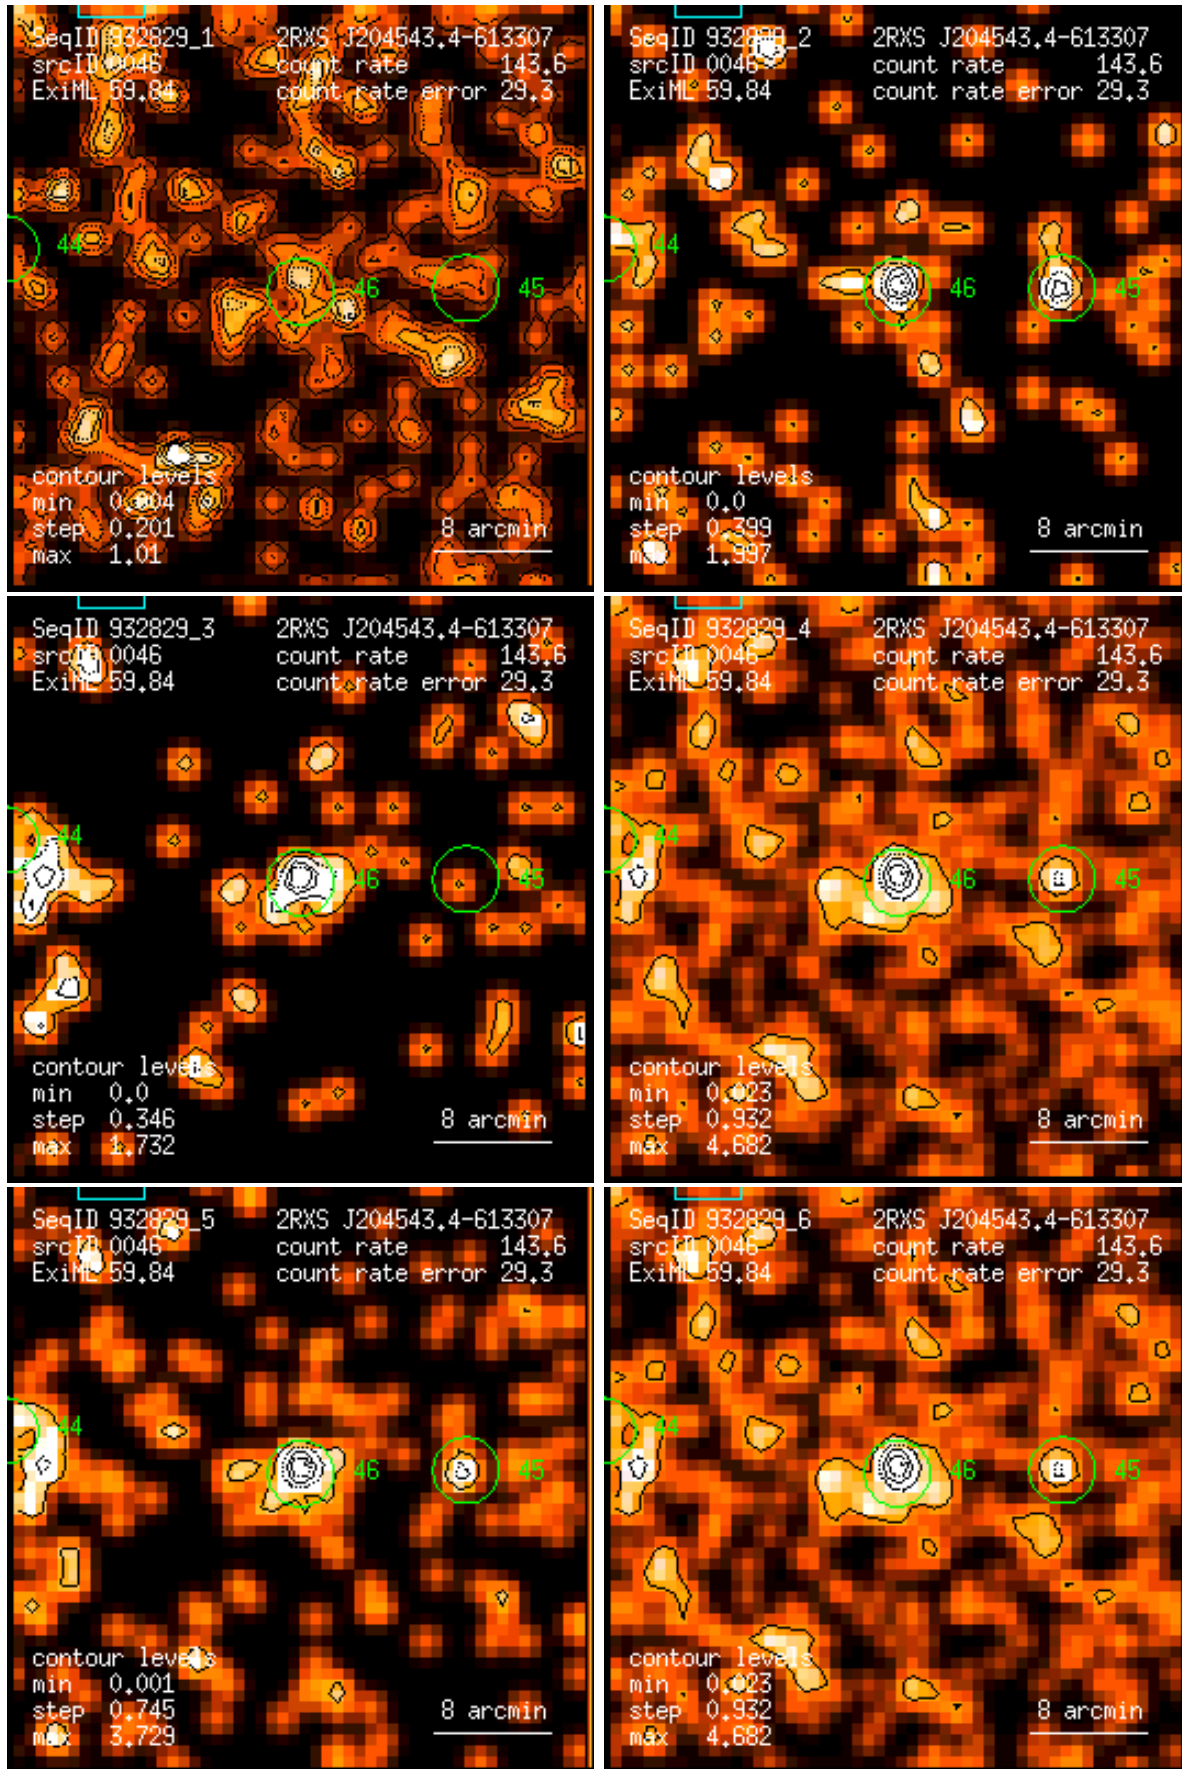 SeqID 932829_1 2RXS J204543.4-613307
srcID 0046 count rate 143.6
ExiML 59.84 count rate error 29.3
44
46
45
contour levels
min 0.004
step 0.201
max 1.01
8 arcmin
SeqID 932829_2 2RXS J204543.4-613307
srcID 0046 count rate 143.6
ExiML 59.84 count rate error 29.3
44
46
45
contour levels
min 0.0
step 0.399
max 1.997
8 arcmin
SeqID 932829_3 2RXS J204543.4-613307
srcID 0046 count rate 143.6
ExiML 59.84 count rate error 29.3
44
46
45
contour levels
min 0.0
step 0.346
max 1.732
8 arcmin
SeqID 932829_4 2RXS J204543.4-613307
srcID 0046 count rate 143.6
ExiML 59.84 count rate error 29.3
44
46
45
contour levels
min 0.023
step 0.932
max 4.682
8 arcmin
SeqID 932829_5 2RXS J204543.4-613307
srcID 0046 count rate 143.6
ExiML 59.84 count rate error 29.3
44
46
45
contour levels
min 0.001
step 0.745
max 3.729
8 arcmin
SeqID 932829_6 2RXS J204543.4-613307
srcID 0046 count rate 143.6
ExiML 59.84 count rate error 29.3
44
46
45
contour levels
min 0.023
step 0.932
max 4.682
8 arcmin